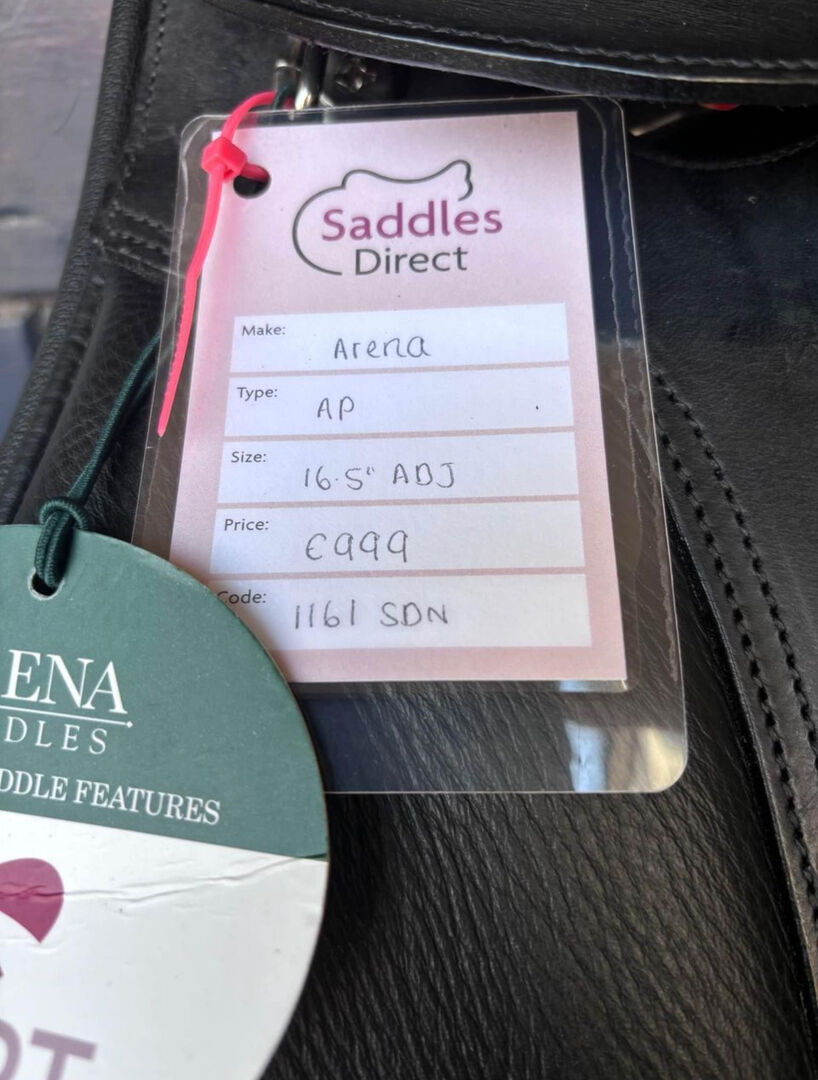 Saddles
Direct
Make: Arena
Type: AP
Size: 16.5" ADJ
Price: €999
Code: 1161 SDN
ENA
DLES
DDLE FEATURES
OT